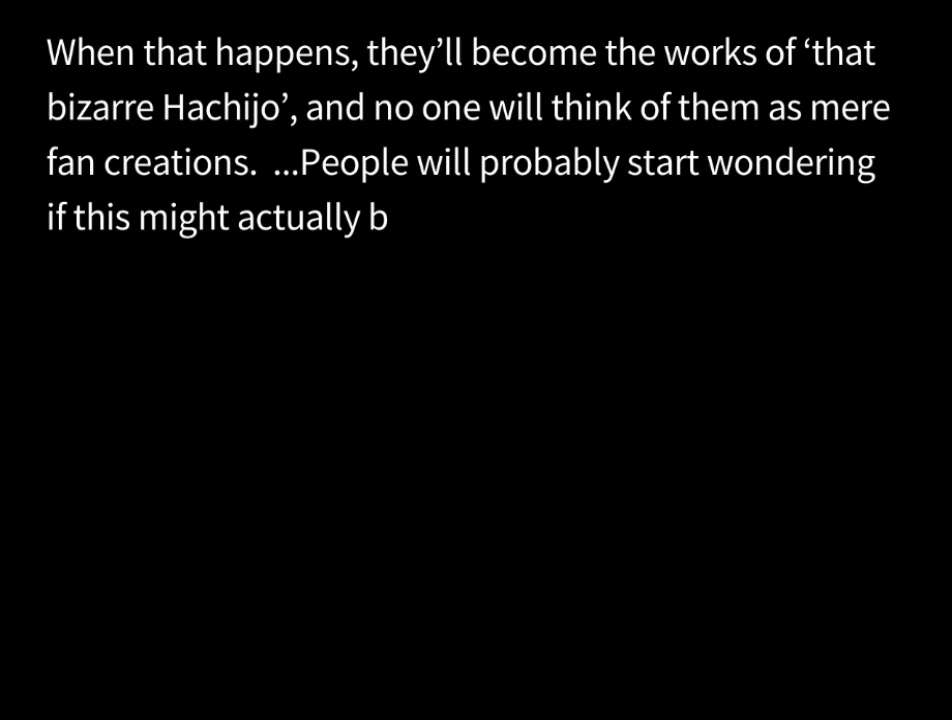 When that happens, they’ll become the works of ‘that
bizarre Hachijo’, and no one will think of them as mere
fan creations.  ...People will probably start wondering
if this might actually b